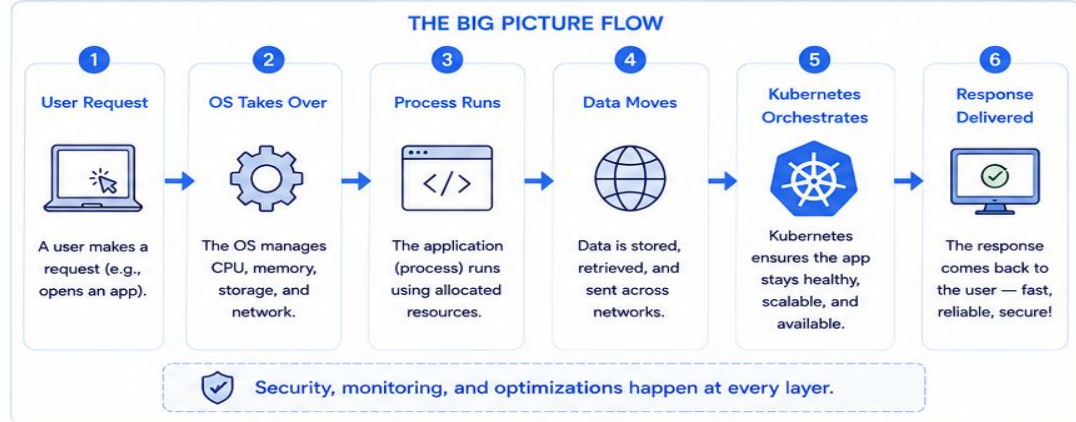 THE BIG PICTURE FLOW
1
User Request
A user makes a
request (e.g.,
opens an app).
2
OS Takes Over
The OS manages
CPU, memory,
storage, and
network.
3
Process Runs
</>
The application
(process) runs
using allocated
resources.
4
Data Moves
Data is stored,
retrieved, and
sent across
networks.
5
Kubernetes
Orchestrates
Kubernetes
ensures the app
stays healthy,
scalable, and
available.
6
Response
Delivered
The response
comes back to
the user — fast,
reliable, secure!
Security, monitoring, and optimizations happen at every layer.